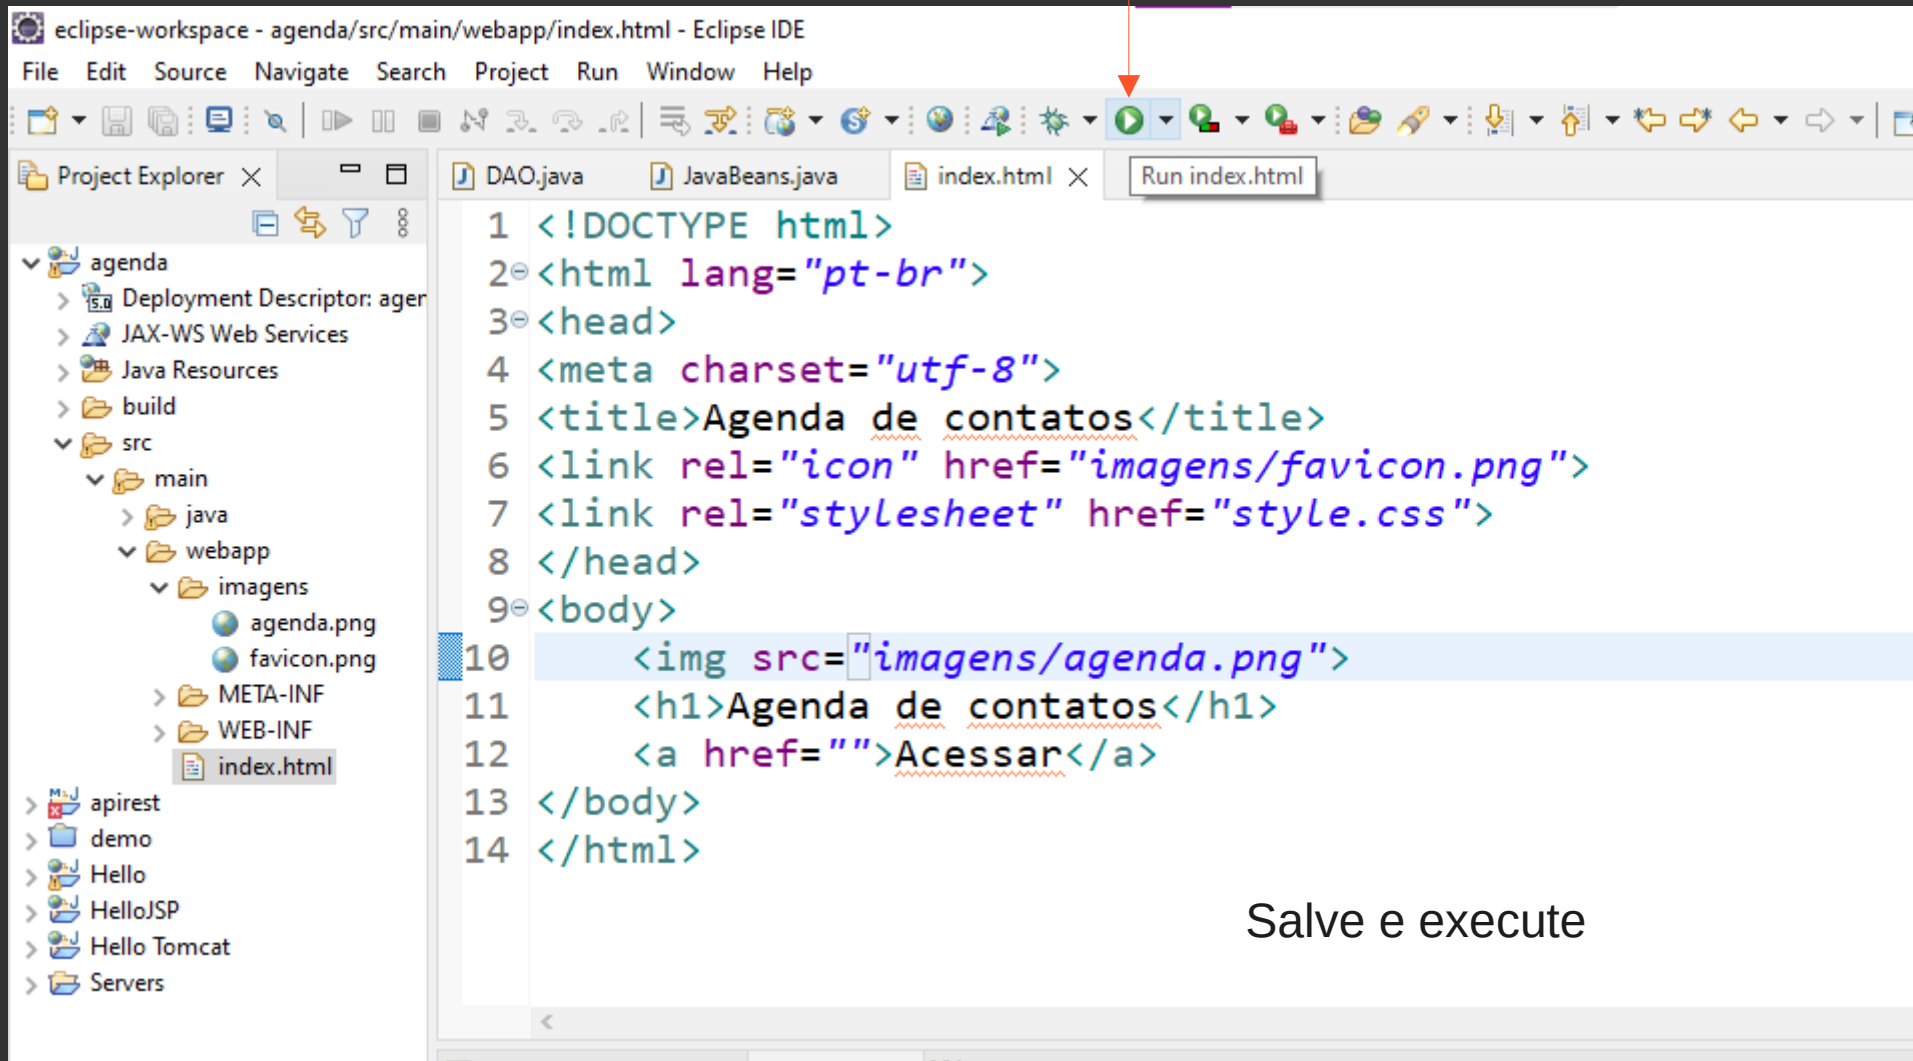 eclipse-workspace - agenda/src/main/webapp/index.html - Eclipse IDE
File Edit Source Navigate Search Project Run Window Help
Project Explorer
DAO.java JavaBeans.java index.html
Run index.html
agenda
5.0 Deployment Descriptor: agen
JAX-WS Web Services
Java Resources
build
src
main
java
webapp
imagens
agenda.png
favicon.png
META-INF
WEB-INF
index.html
apirest
demo
Hello
HelloJSP
Hello Tomcat
Servers
1 <!DOCTYPE html>
2 <html lang="pt-br">
3 <head>
4 <meta charset="utf-8">
5 <title>Agenda de contatos</title>
6 <link rel="icon" href="imagens/favicon.png">
7 <link rel="stylesheet" href="style.css">
8 </head>
9 <body>
10 <img src="imagens/agenda.png">
11 <h1>Agenda de contatos</h1>
12 <a href="">Acessar</a>
13 </body>
14 </html>
Salve e execute